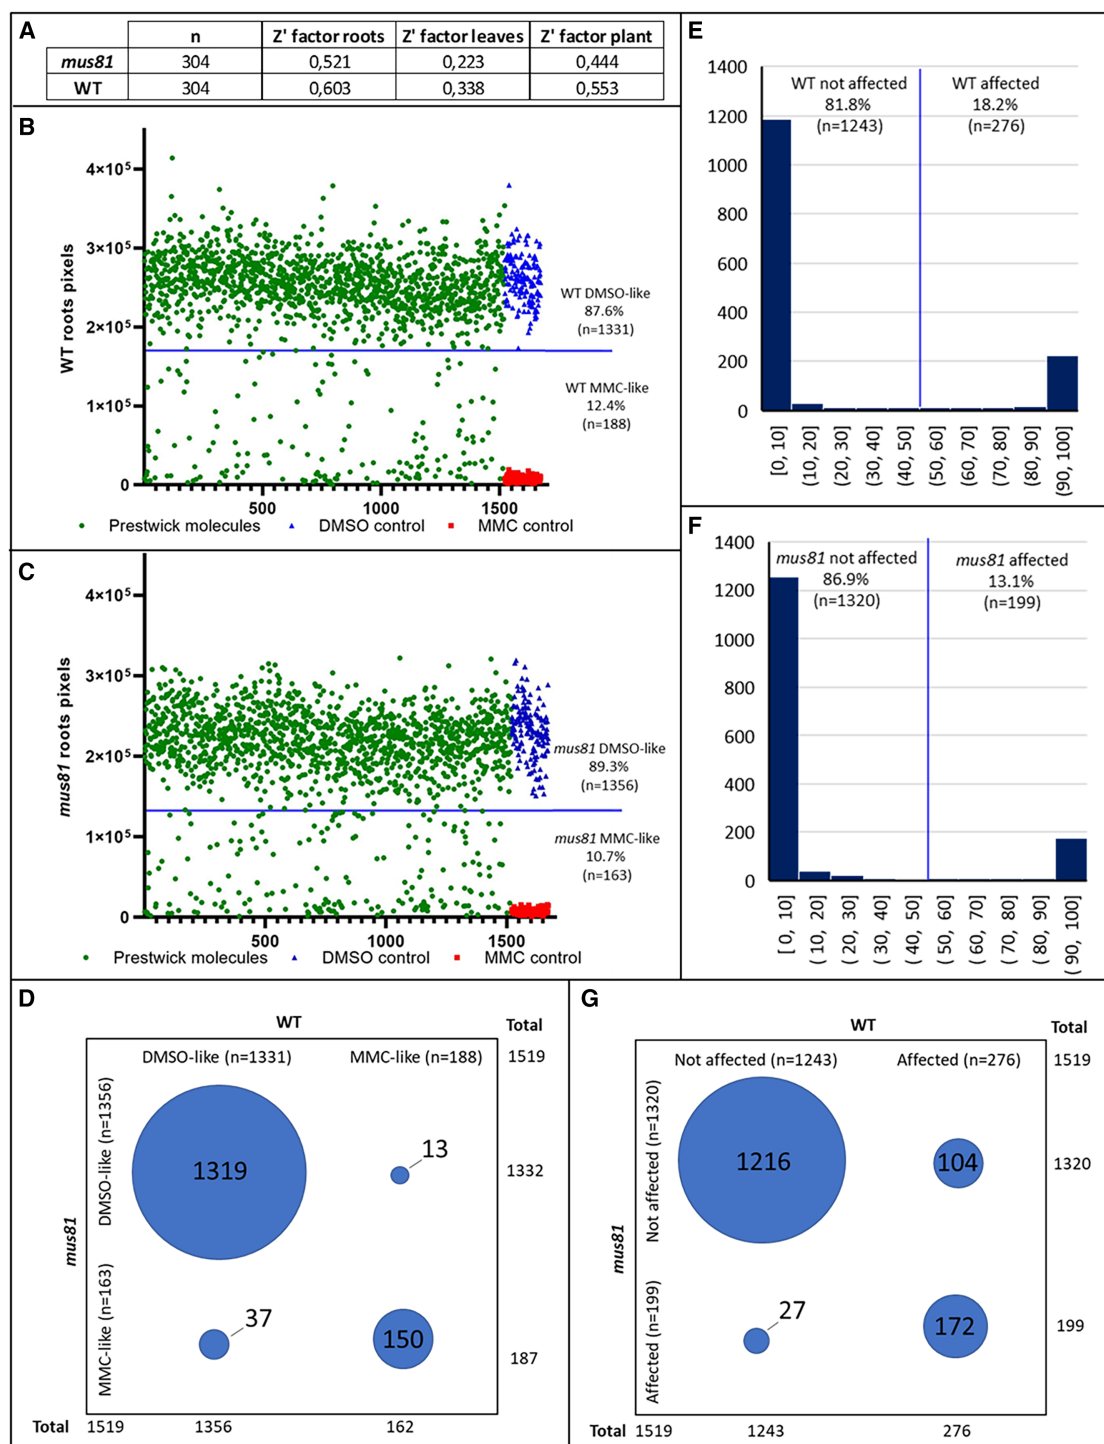 A
n Z' factor roots Z' factor leaves Z' factor plant
mus81 304 0,521 0,223 0,444
WT 304 0,603 0,338 0,553
B
WT roots pixels
4×10⁵
3×10⁵
2×10⁵
1×10⁵
0
500 1000 1500
WT DMSO-like
87.6%
(n=1331)
WT MMC-like
12.4%
(n=188)
Prestwick molecules DMSO control MMC control
C
mus81 roots pixels
4×10⁵
3×10⁵
2×10⁵
1×10⁵
0
500 1000 1500
mus81 DMSO-like
89.3%
(n=1356)
mus81 MMC-like
10.7%
(n=163)
Prestwick molecules DMSO control MMC control
E
1400
1200
1000
800
600
400
200
0
WT not affected
81.8%
(n=1243)
WT affected
18.2%
(n=276)
[0, 10] (10, 20] (20, 30] (30, 40] (40, 50] (50, 60] (60, 70] (70, 80] (80, 90] (90, 100]
F
1400
1200
1000
800
600
400
200
0
mus81 not affected
86.9%
(n=1320)
mus81 affected
13.1%
(n=199)
[ 0, 10] ( 10, 20] ( 20, 30] ( 30, 40] ( 40, 50] ( 50, 60] ( 60, 70] ( 70, 80] ( 80, 90] ( 90, 100]
D
WT
Total
DMSO-like (n=1331) MMC-like (n=188) 1519
mus81
DMSO-like (n=1356)
1319 13 1332
MMC-like (n=163)
37 150 187
Total 1519 1356 162
G
WT
Total
Not affected (n=1243) Affected (n=276) 1519
mus81
Not affected (n=1320)
1216 104 1320
Affected (n=199)
27 172 199
Total 1519 1243 276